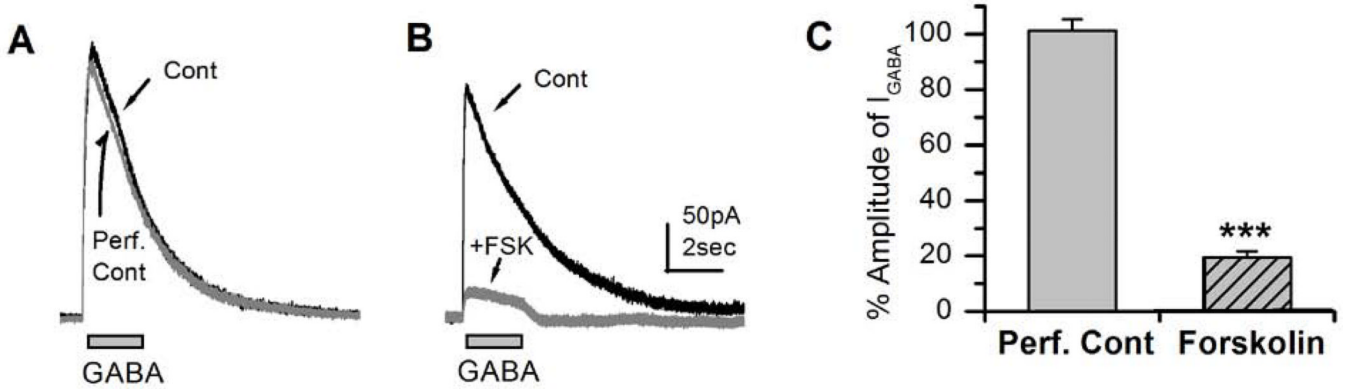 A
Cont
Perf.
Cont
GABA
B
Cont
+FSK
50pA
2sec
GABA
C
% Amplitude of I_GABA
100
80
60
40
20
0
***
Perf. Cont
Forskolin